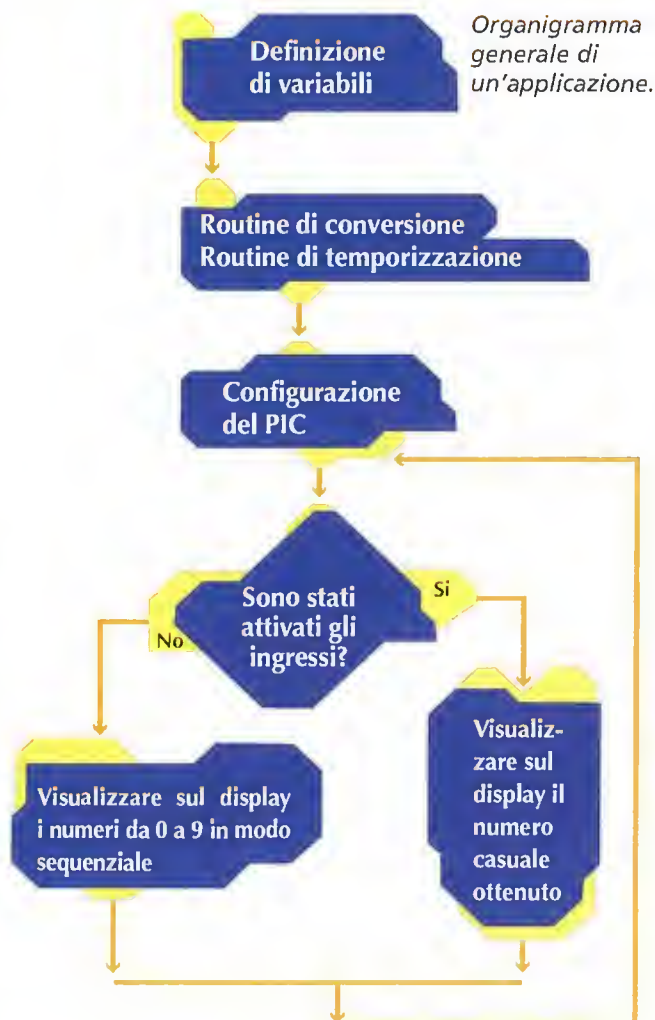 Organigramma
generale di
un'applicazione.
Definizione
di variabili
Routine di conversione
Routine di temporizzazione
Configurazione
del PIC
Sono stati
attivati gli
ingressi?
No
Si
Visualizzare sul display
i numeri da 0 a 9 in modo
sequenziale
Visualiz-
zare sul
display il
numero
casuale
ottenuto